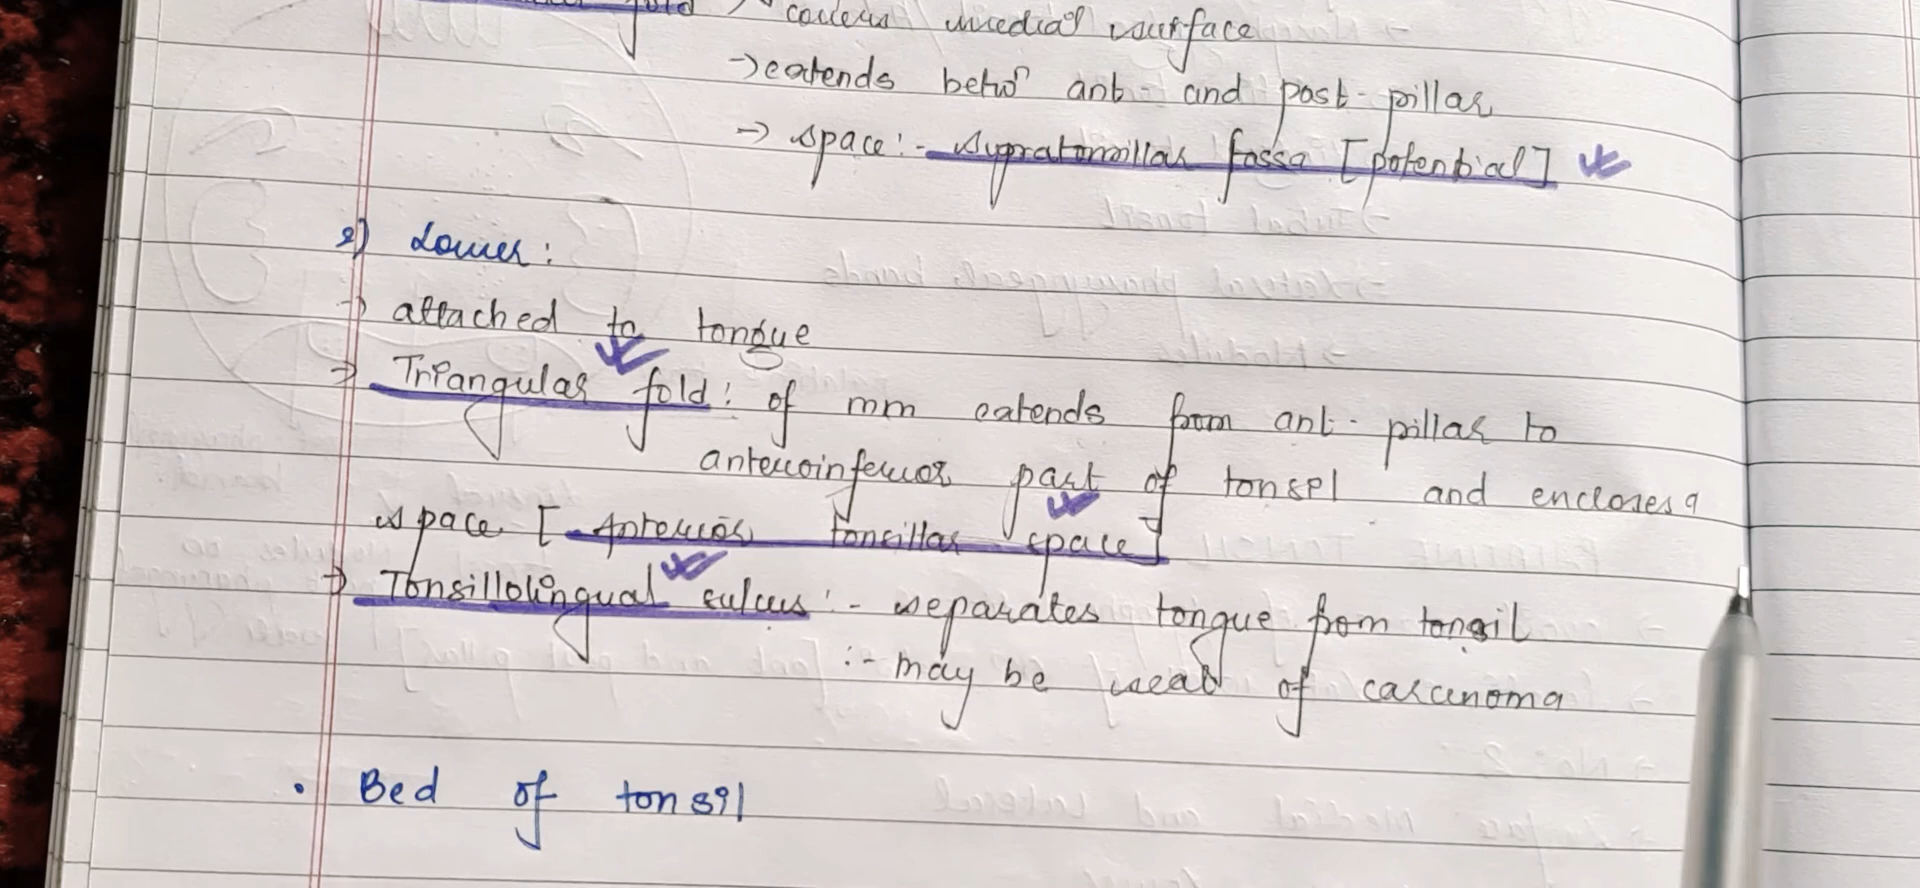 fold → covers medial surface
→ extends betwn ant- and post- pillar
→ space:- supratonsillar fossa [potential]
2) Lower:
→ attached to tongue
→ Triangular fold: of mm extends from ant- pillar to
anteroinferior part of tonsil and encloses a
space [Anterior tonsillar space]
→ Tonsillolingual sulcus:- separates tongue from tonsil
:- may be seat of carcinoma
• Bed of tonsil